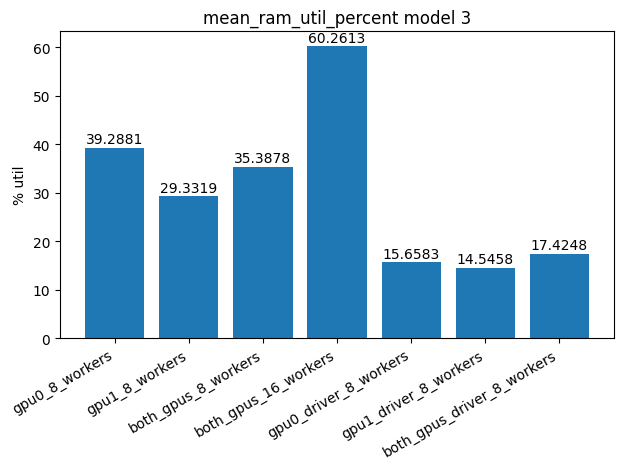 mean_ram_util_percent model 3
% util
60
50
40
30
20
10
0
39.2881
29.3319
35.3878
60.2613
15.6583
14.5458
17.4248
gpu0_8_workers
gpu1_8_workers
both_gpus_8_workers
both_gpus_16_workers
gpu0_driver_8_workers
gpu1_driver_8_workers
both_gpus_driver_8_workers